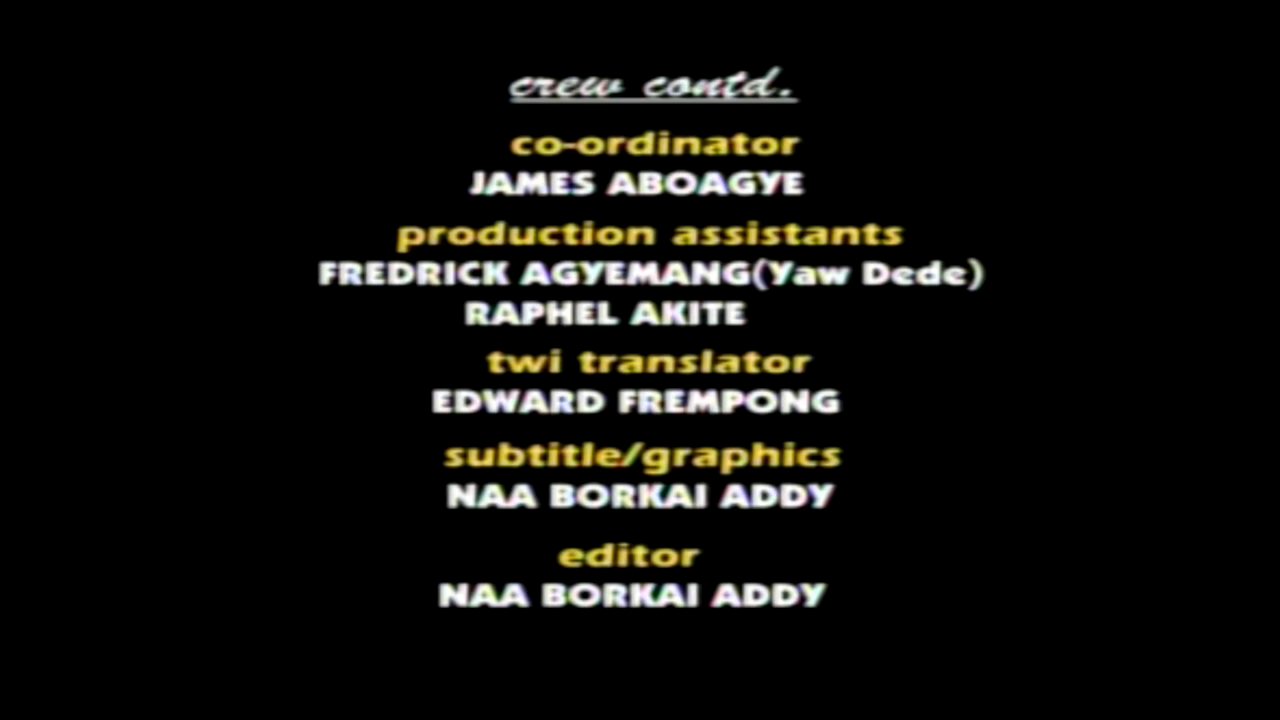 crew contd.
co-ordinator
JAMES ABOAGYE
production assistants
FREDRICK AGYEMANG(Yaw Dede)
RAPHEL AKITE
twi translator
EDWARD FREMPONG
subtitle/graphics
NAA BORKAI ADDY
editor
NAA BORKAI ADDY